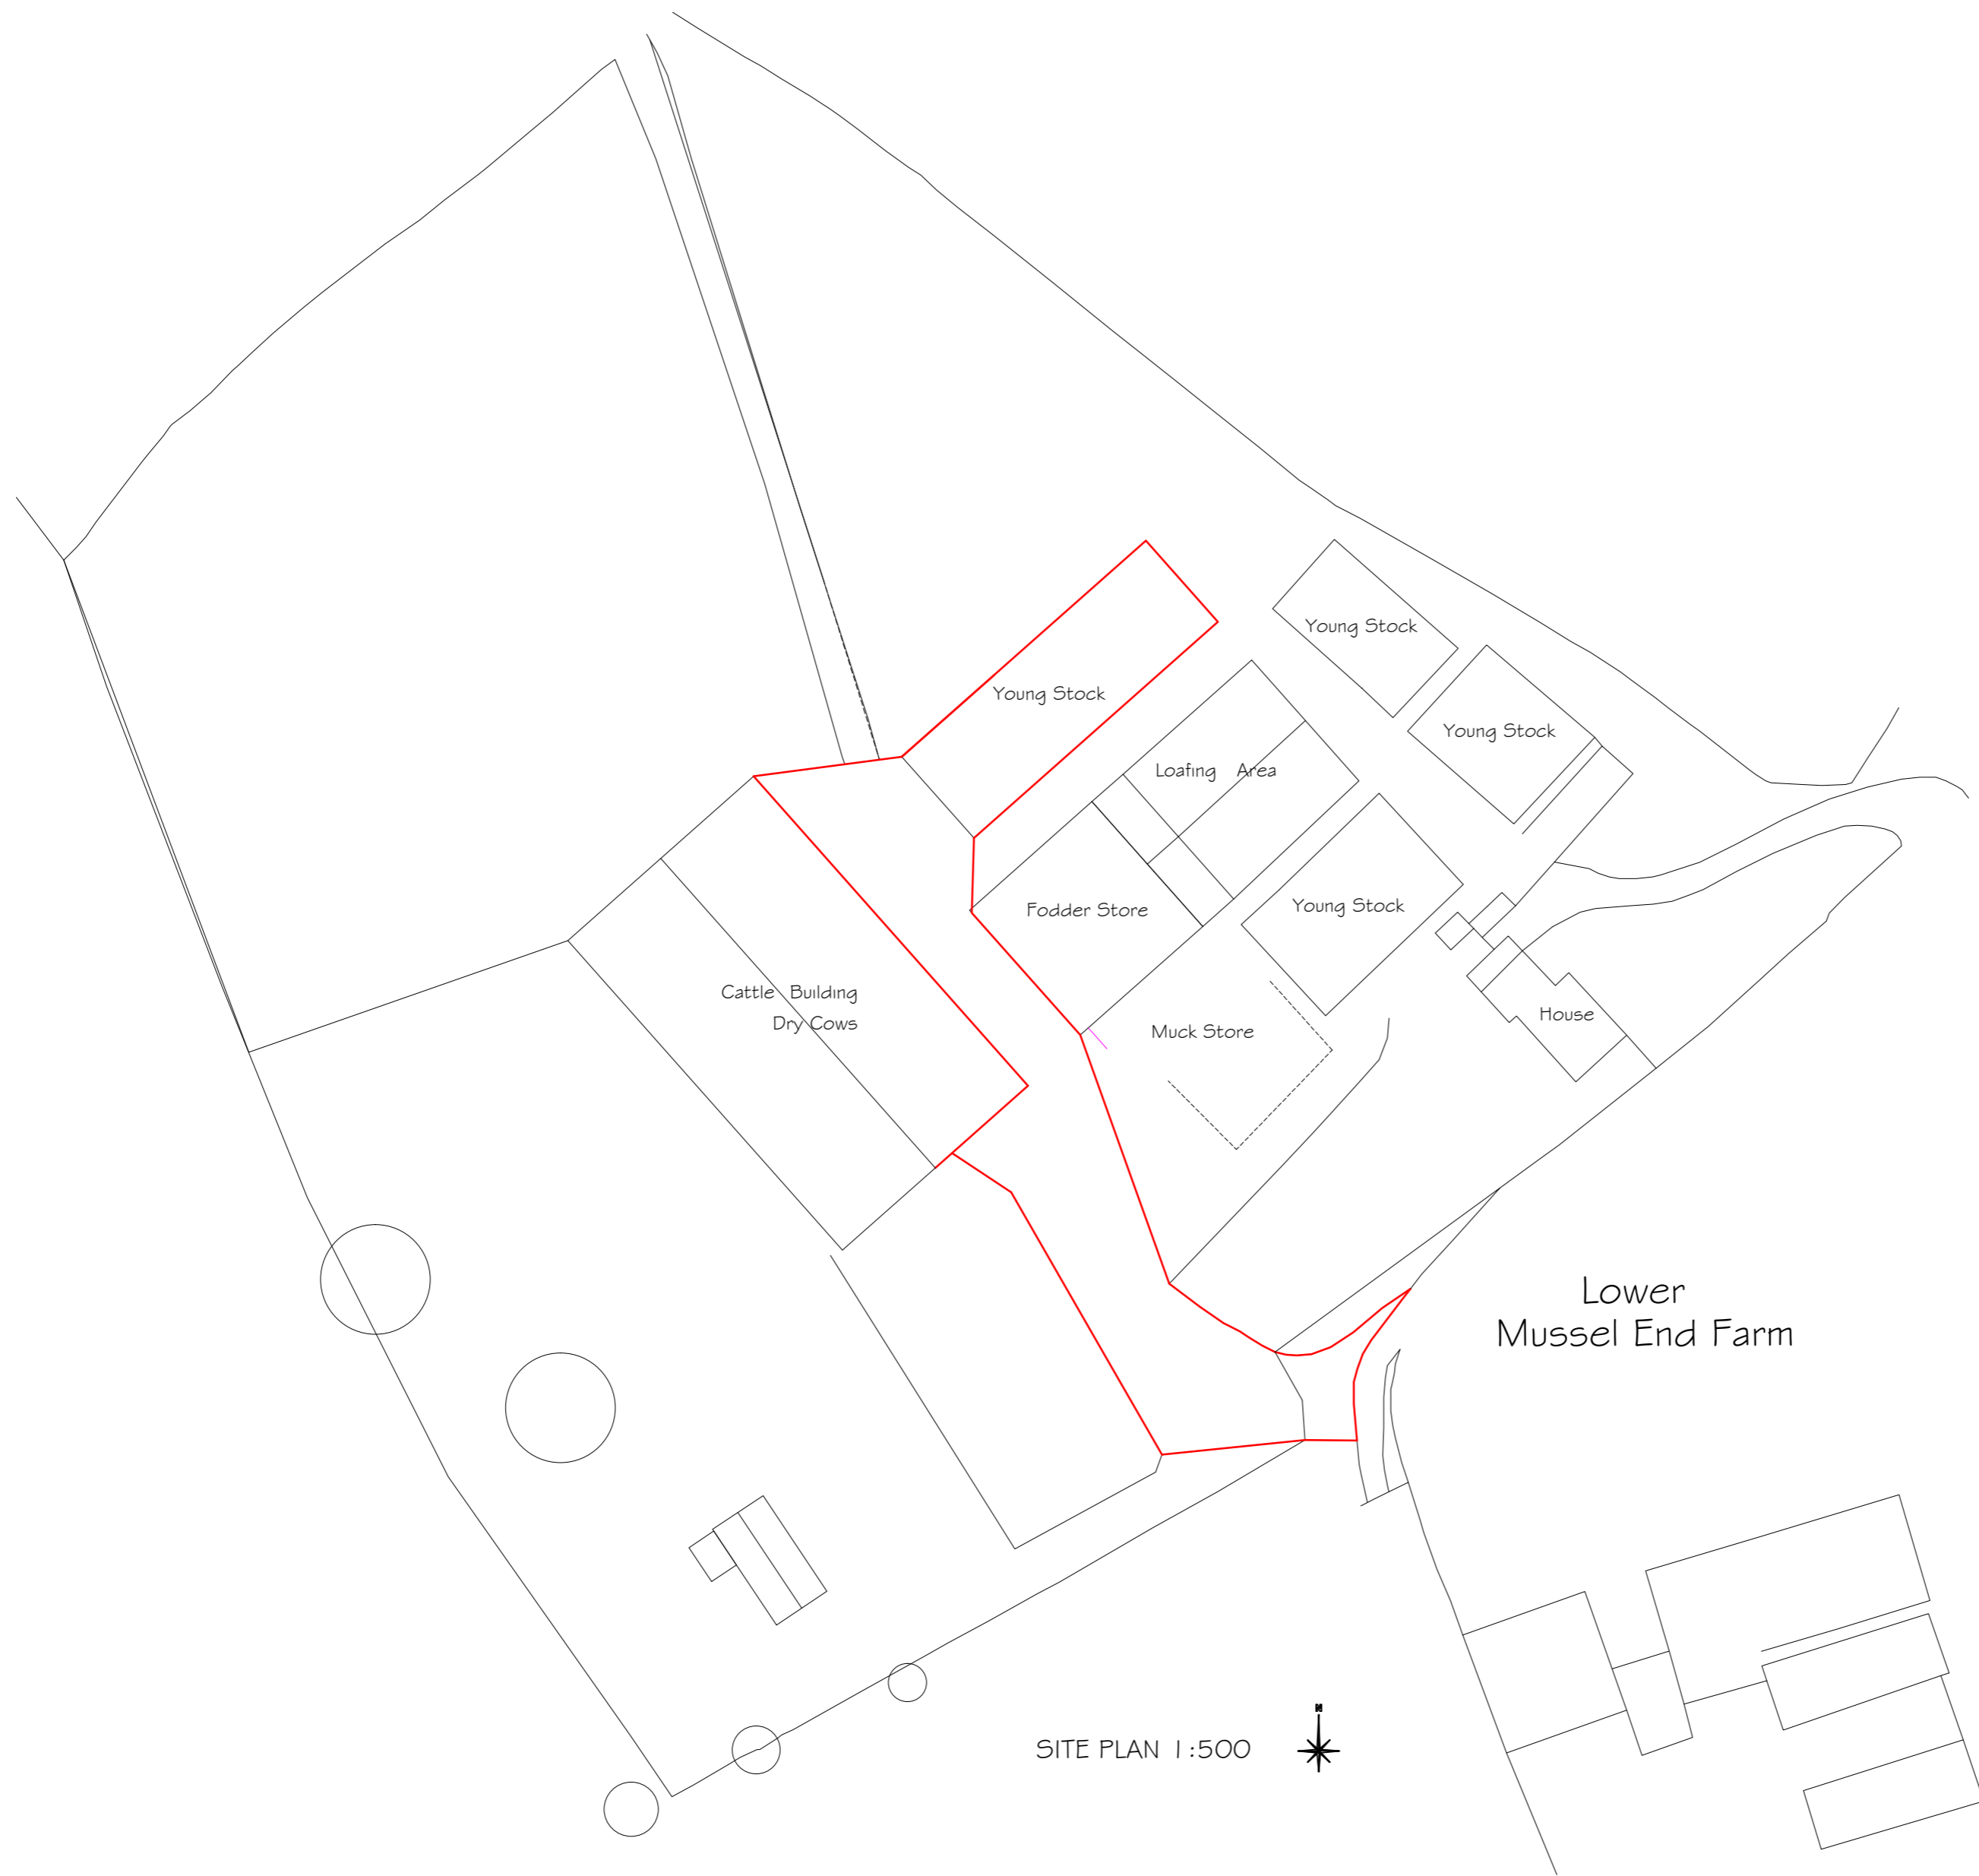 Young Stock
Young Stock
Young Stock
Loafing Area
Fodder Store
Young Stock
Cattle Building
Dry Cows
Muck Store
House
Lower
Mussel End Farm
N
SITE PLAN 1:500